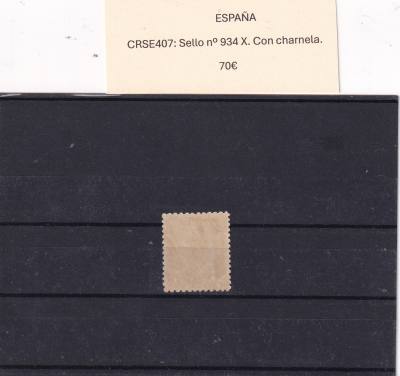 ESPAÑA
CRSE407: Sello nº 934 X. Con charnela.
70€